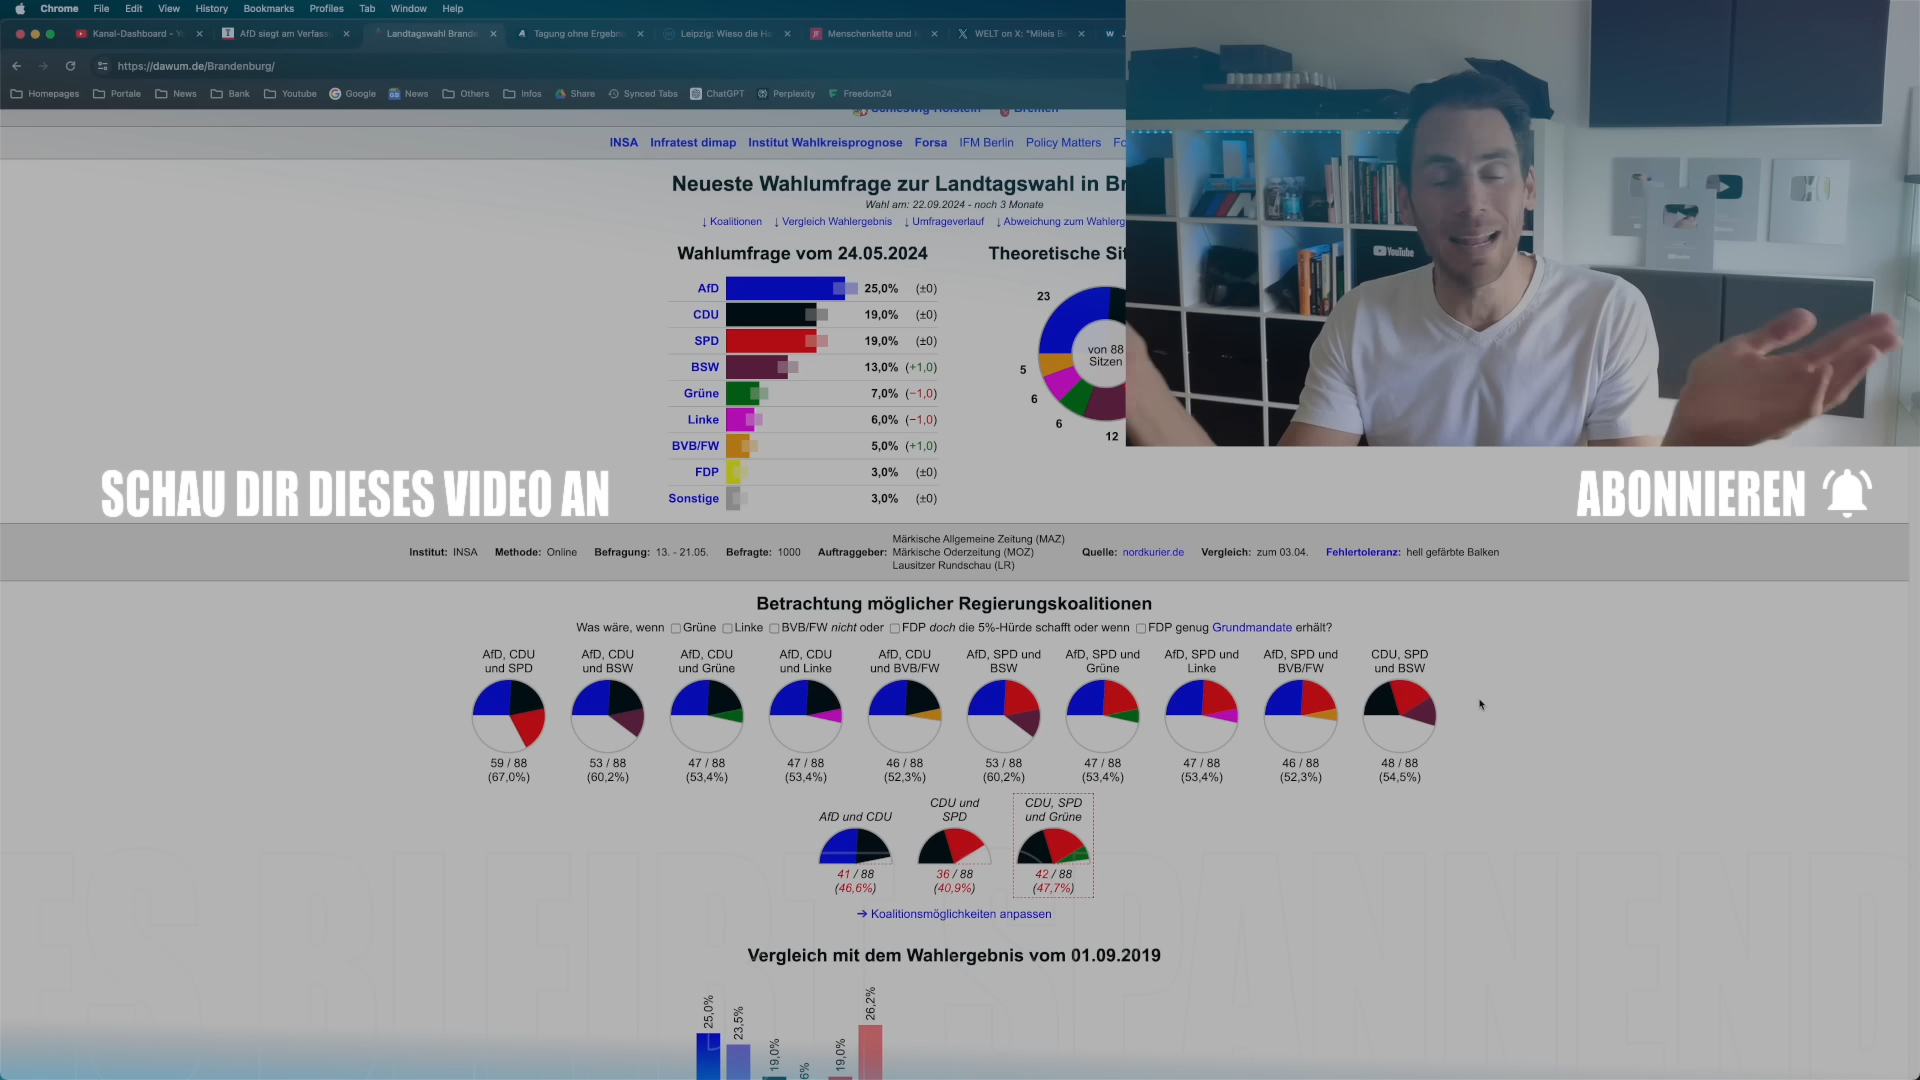 Chrome File Edit View History Bookmarks Profiles Tab Window Help
Kanal-Dashboard - AfD siegt am Verfass Landtagswahl Brande Tagung ohne Ergebn Leipzig: Wieso die Menschenkette und WELT on X: "Mileis
https://dawum.de/Brandenburg/
Homepages Portale News Bank Youtube Google News Others Infos Share Synced Tabs ChatGPT Perplexity Freedom24
Schleswig-Holstein Bremen
INSA Infratest dimap Institut Wahlkreisprognose Forsa IFM Berlin Policy Matters
Neueste Wahlumfrage zur Landtagswahl in Br
Wahl am: 22.09.2024 - noch 3 Monate
↓ Koalitionen ↓ Vergleich Wahlergebnis ↓ Umfrageverlauf ↓ Abweichung zum Wahlerg
Wahlumfrage vom 24.05.2024
Theoretische Sit
AfD 25,0% (±0)
CDU 19,0% (±0)
SPD 19,0% (±0)
BSW 13,0% (+1,0)
Grüne 7,0% (−1,0)
Linke 6,0% (−1,0)
BVB/FW 5,0% (+1,0)
FDP 3,0% (±0)
Sonstige 3,0% (±0)
23
von 88
Sitzen
5
6
6
12
YouTube
SCHAU DIR DIESES VIDEO AN
ABONNIEREN
Institut: INSA Methode: Online Befragung: 13. - 21.05. Befragte: 1000 Auftraggeber: Märkische Allgemeine Zeitung (MAZ)
Märkische Oderzeitung (MOZ)
Lausitzer Rundschau (LR)
Quelle: nordkurier.de Vergleich: zum 03.04. Fehlertoleranz: hell gefärbte Balken
Betrachtung möglicher Regierungskoalitionen
Was wäre, wenn Grüne Linke BVB/FW nicht oder FDP doch die 5%-Hürde schafft oder wenn FDP genug Grundmandate erhält?
AfD, CDU und SPD
59 / 88
(67,0%)
AfD, CDU und BSW
53 / 88
(60,2%)
AfD, CDU und Grüne
47 / 88
(53,4%)
AfD, CDU und Linke
47 / 88
(53,4%)
AfD, CDU und BVB/FW
46 / 88
(52,3%)
AfD, SPD und BSW
53 / 88
(60,2%)
AfD, SPD und Grüne
47 / 88
(53,4%)
AfD, SPD und Linke
47 / 88
(53,4%)
AfD, SPD und BVB/FW
46 / 88
(52,3%)
CDU, SPD und BSW
48 / 88
(54,5%)
AfD und CDU
41 / 88
(46,6%)
CDU und SPD
36 / 88
(40,9%)
CDU, SPD und Grüne
42 / 88
(47,7%)
→ Koalitionsmöglichkeiten anpassen
Vergleich mit dem Wahlergebnis vom 01.09.2019
25,0%
23,5%
19,0%
6%
19,0%
26,2%
ES BLEIBT SPANNEND